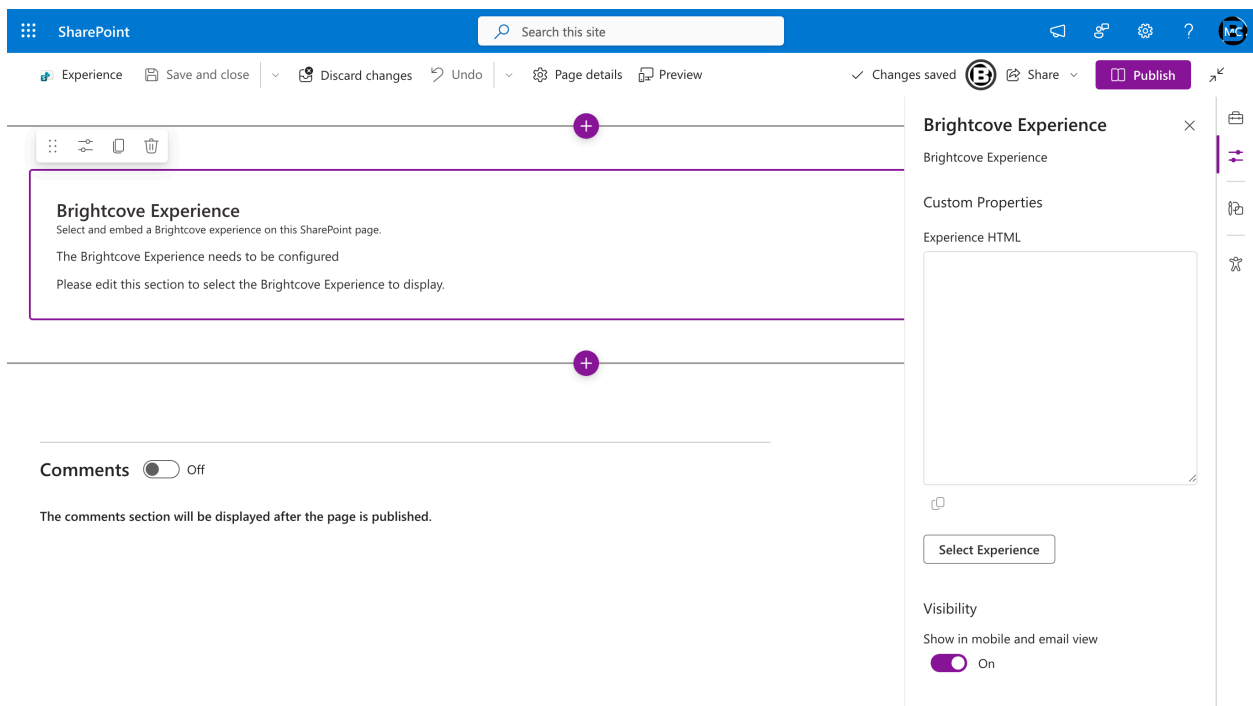 SharePoint
Search this site
?
MC
Experience
Save and close
Discard changes
Undo
Page details
Preview
Changes saved
B
Share
Publish
Brightcove Experience
Select and embed a Brightcove experience on this SharePoint page.
The Brightcove Experience needs to be configured
Please edit this section to select the Brightcove Experience to display.
Comments
Off
The comments section will be displayed after the page is published.
Brightcove Experience
Brightcove Experience
Custom Properties
Experience HTML
Select Experience
Visibility
Show in mobile and email view
On